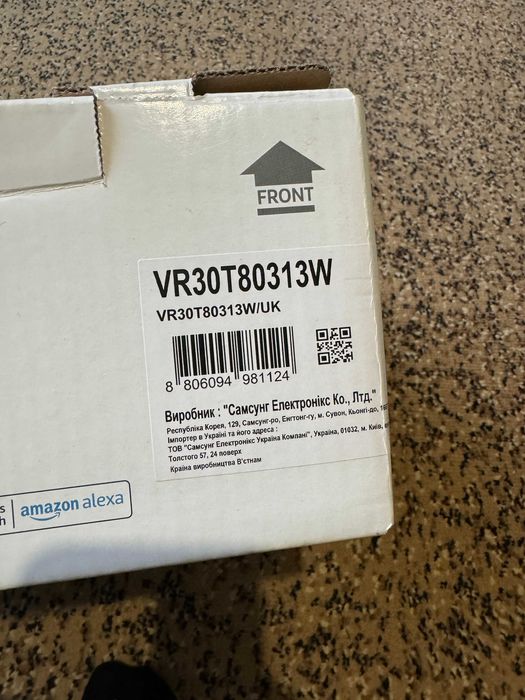 FRONT
VR30T80313W
VR30T80313W/UK
8 806094 981124
Виробник : "Самсунг Електронікс Ко., Лтд."
Республіка Корея, 129, Самсунг-ро, Енгтонг-гу, м. Сувон, Кьонгі-до,
Імпортер в Україні та його адреса :
ТОВ "Самсунг Електронікс Україна Компані", Україна, 01032, м. Київ,
Толстого 57, 24 поверх
Країна виробництва В'єтнам
amazon alexa